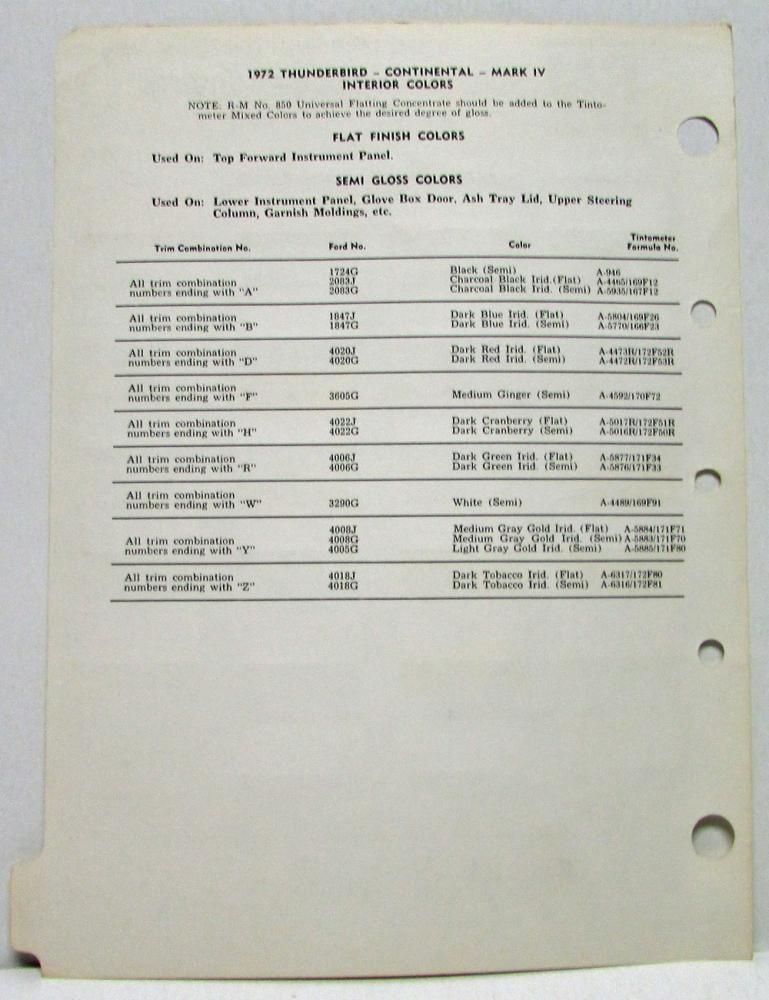 1972 THUNDERBIRD – CONTINENTAL – MARK IV
INTERIOR COLORS
NOTE: R-M No. 850 Universal Flatting Concentrate should be added to the Tinto-
meter Mixed Colors to achieve the desired degree of gloss.
FLAT FINISH COLORS
Used On: Top Forward Instrument Panel.
SEMI GLOSS COLORS
Used On: Lower Instrument Panel, Glove Box Door, Ash Tray Lid, Upper Steering
Column, Garnish Moldings, etc.
Trim Combination No. Ford No. Color Tintometer Formula No.
1724G Black (Semi) A-946
All trim combination 2083J Charcoal Black Irid.(Flat) A-4465/169F12
numbers ending with "A" 2083G Charcoal Black Irid. (Semi) A-5935/167F12
All trim combination 1847J Dark Blue Irid. (Flat) A-5804/169F26
numbers ending with "B" 1847G Dark Blue Irid. (Semi) A-5770/166F23
All trim combination 4020J Dark Red Irid. (Flat) A-4473R/172F52R
numbers ending with "D" 4020G Dark Red Irid. (Semi) A-4472R/172F53R
All trim combination
numbers ending with "F" 3605G Medium Ginger (Semi) A-4592/170F72
All trim combination 4022J Dark Cranberry (Flat) A-5017R/172F51R
numbers ending with "H" 4022G Dark Cranberry (Semi) A-5016R/172F50R
All trim combination 4006J Dark Green Irid. (Flat) A-5877/171F34
numbers ending with "R" 4006G Dark Green Irid. (Semi) A-5876/171F33
All trim combination
numbers ending with "W" 3290G White (Semi) A-4489/169F91
4008J Medium Gray Gold Irid. (Flat) A-5884/171F71
All trim combination 4008G Medium Gray Gold Irid. (Semi) A-5883/171F70
numbers ending with "Y" 4005G Light Gray Gold Irid. (Semi) A-5885/171F80
All trim combination 4018J Dark Tobacco Irid. (Flat) A-6317/172F80
numbers ending with "Z" 4018G Dark Tobacco Irid. (Semi) A-6316/172F81